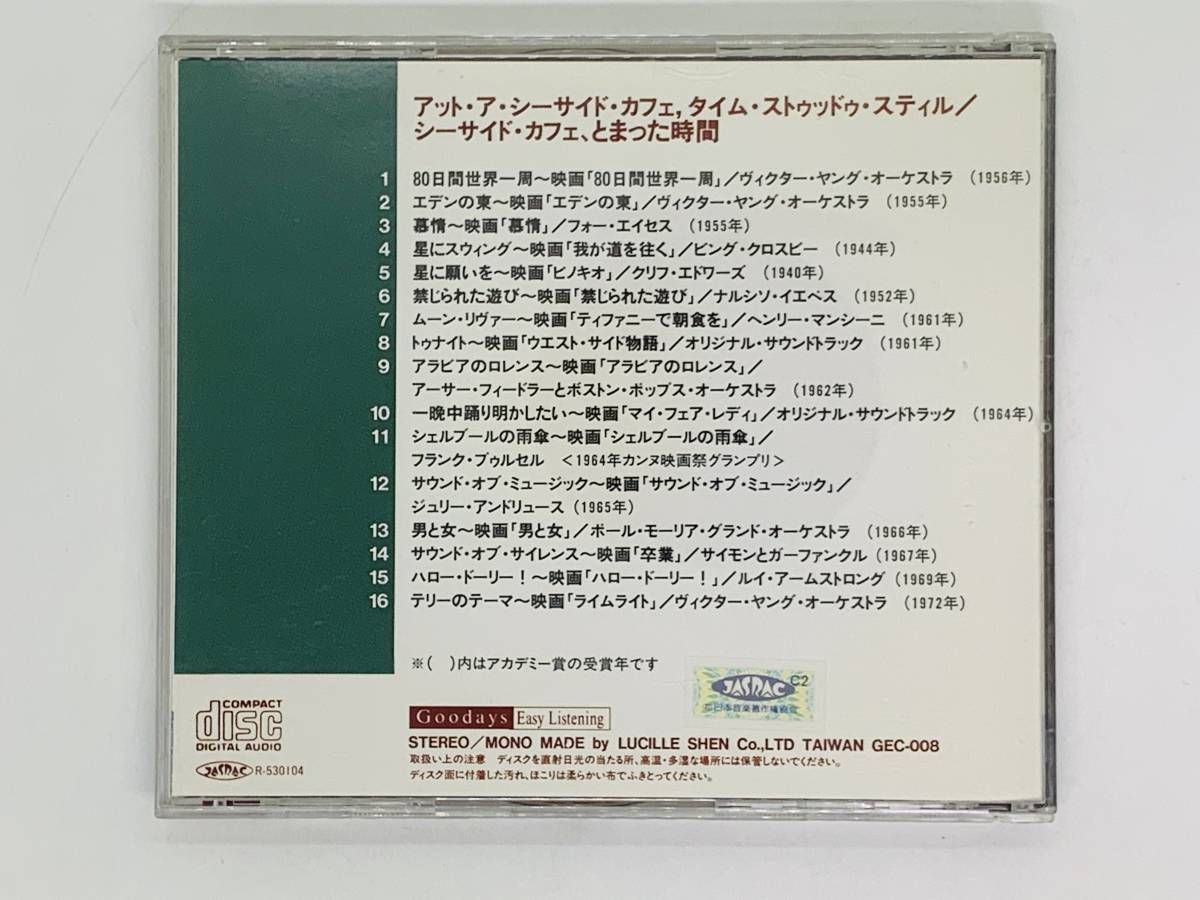 アット・ア・シーサイド・カフェ, タイム・ストゥッドゥ・スティル／
シーサイド・カフェ、とまった時間
1 80日間世界一周〜映画「80日間世界一周」／ヴィクター・ヤング・オーケストラ （1956年）
2 エデンの東〜映画「エデンの東」／ヴィクター・ヤング・オーケストラ （1955年）
3 慕情〜映画「慕情」／フォー・エイセス （1955年）
4 星にスウィング〜映画「我が道を往く」／ビング・クロスビー （1944年）
5 星に願いを〜映画「ピノキオ」／クリフ・エドワーズ （1940年）
6 禁じられた遊び〜映画「禁じられた遊び」／ナルシソ・イエペス （1952年）
7 ムーン・リヴァー〜映画「ティファニーで朝食を」／ヘンリー・マンシーニ （1961年）
8 トゥナイト〜映画「ウエスト・サイド物語」／オリジナル・サウンドトラック （1961年）
9 アラビアのロレンス〜映画「アラビアのロレンス」／
アーサー・フィードラーとボストン・ポップス・オーケストラ （1962年）
10 一晩中踊り明かしたい〜映画「マイ・フェア・レディ」／オリジナル・サウンドトラック （1964年）
11 シェルブールの雨傘〜映画「シェルブールの雨傘」／
フランク・プゥルセル ＜1964年カンヌ映画祭グランプリ＞
12 サウンド・オブ・ミュージック〜映画「サウンド・オブ・ミュージック」／
ジュリー・アンドリュース（1965年）
13 男と女〜映画「男と女」／ポール・モーリア・グランド・オーケストラ （1966年）
14 サウンド・オブ・サイレンス〜映画「卒業」／サイモンとガーファンクル（1967年）
15 ハロー・ドーリー！〜映画「ハロー・ドーリー！」／ルイ・アームストロング（1969年）
16 テリーのテーマ〜映画「ライムライト」／ヴィクター・ヤング・オーケストラ （1972年）
※（ ）内はアカデミー賞の受賞年です
JASRAC C2
日本音楽著作権協会
COMPACT
disc
DIGITAL AUDIO
Goodays Easy Listening
STEREO／MONO MADE by LUCILLE SHEN Co.,LTD TAIWAN GEC-008
JASRAC R-530104
取扱い上の注意 ディスクを直射日光の当たる所、高温・多湿な場所には保管しないでください。
ディスク面に付着した汚れ、ほこりは柔らかい布でふきとってください。